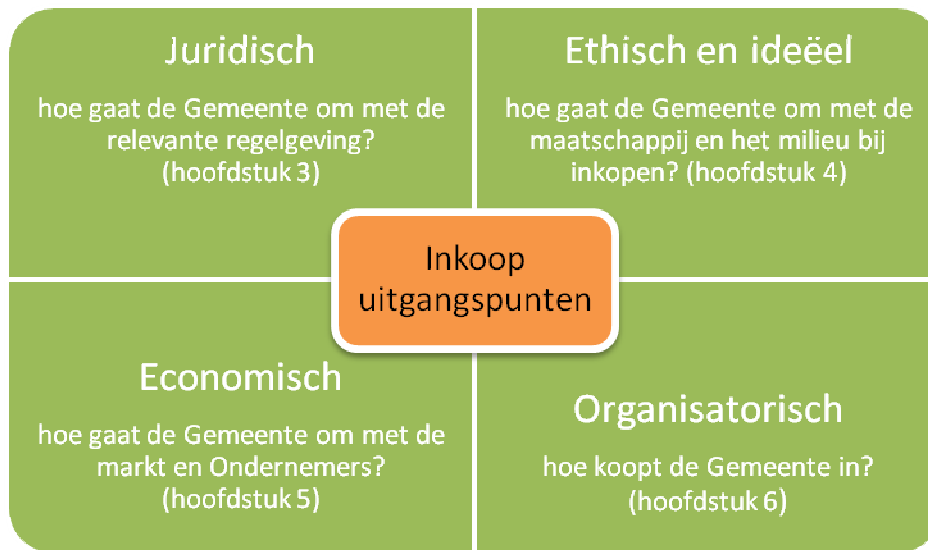 Juridisch
hoe gaat de Gemeente om met de
relevante regelgeving?
(hoofdstuk 3)
Ethisch en ideëel
hoe gaat de Gemeente om met de
maatschappij en het milieu bij
inkopen? (hoofdstuk 4)
Inkoop
uitgangspunten
Economisch
hoe gaat de Gemeente om met de
markt en Ondernemers?
(hoofdstuk 5)
Organisatorisch
hoe koopt de Gemeente in?
(hoofdstuk 6)